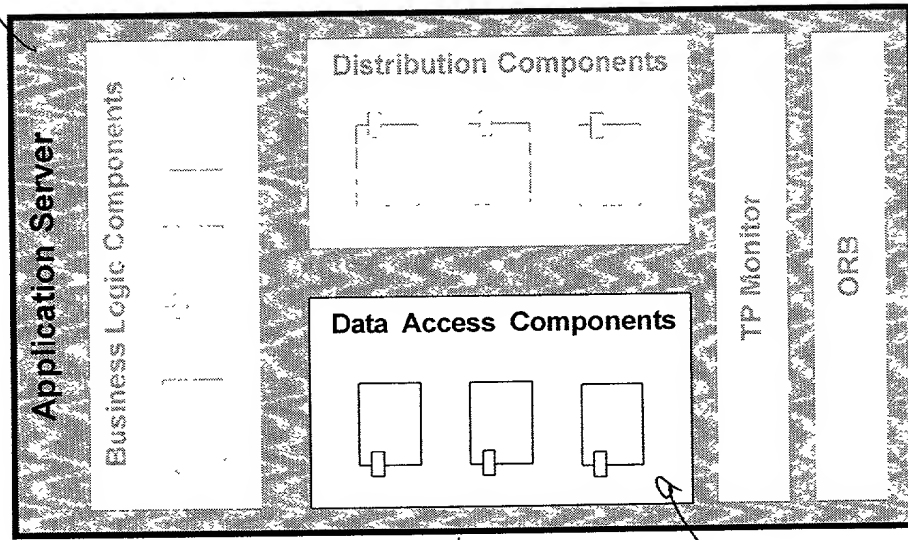 Application Server
Business Logic Components
Distribution Components
Data Access Components
TP Monitor
ORB